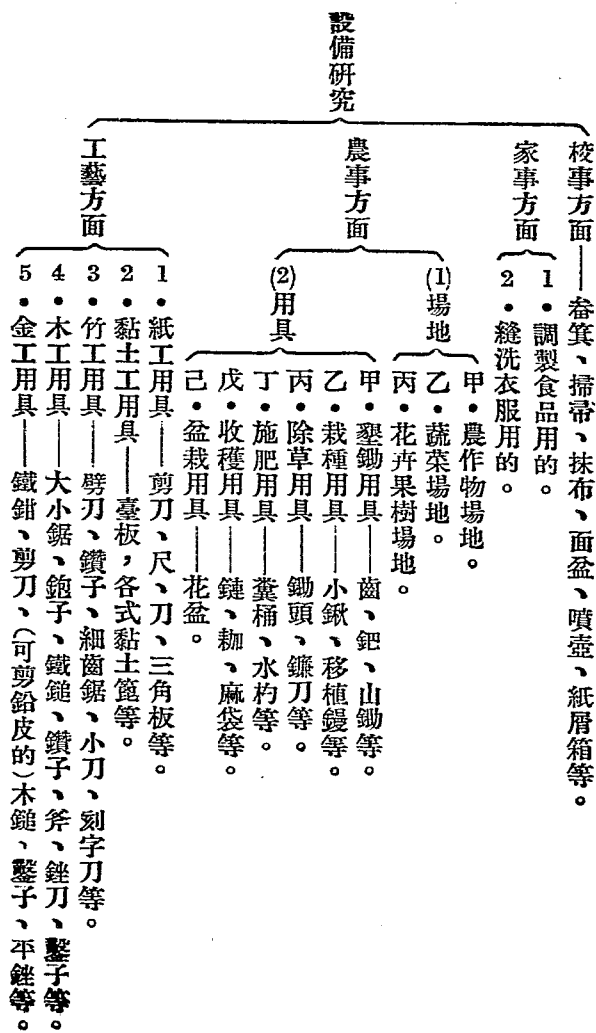 設備研究
校事方面——畚箕、掃帚、抹布、面盆、噴壺、紙屑箱等。
家事方面
1・調製食品用的。
2・縫洗衣服用的。
農事方面
(1)場地
甲・農作物場地。
乙・蔬菜場地。
丙・花卉果樹場地。
(2)用具
甲・墾鋤用具——齒、鈀、山鋤等。
乙・栽種用具——小鍬、移植鏝等。
丙・除草用具——鋤頭、鐮刀等。
丁・施肥用具——糞桶、水杓等。
戊・收穫用具——鏈、耞、麻袋等。
己・盆栽用具——花盆。
工藝方面
1・紙工用具——剪刀、尺、刀、三角板等。
2・黏土工用具——臺板，各式黏土篦等。
3・竹工用具——劈刀、鑽子、細齒鋸、小刀、刻字刀等。
4・木工用具——大小鋸、鉋子、鐵鎚、鑽子、斧、銼刀、鑿子等。
5・金工用具——鐵鉗、剪刀、（可剪鉛皮的）木鎚、鑿子、平銼等。